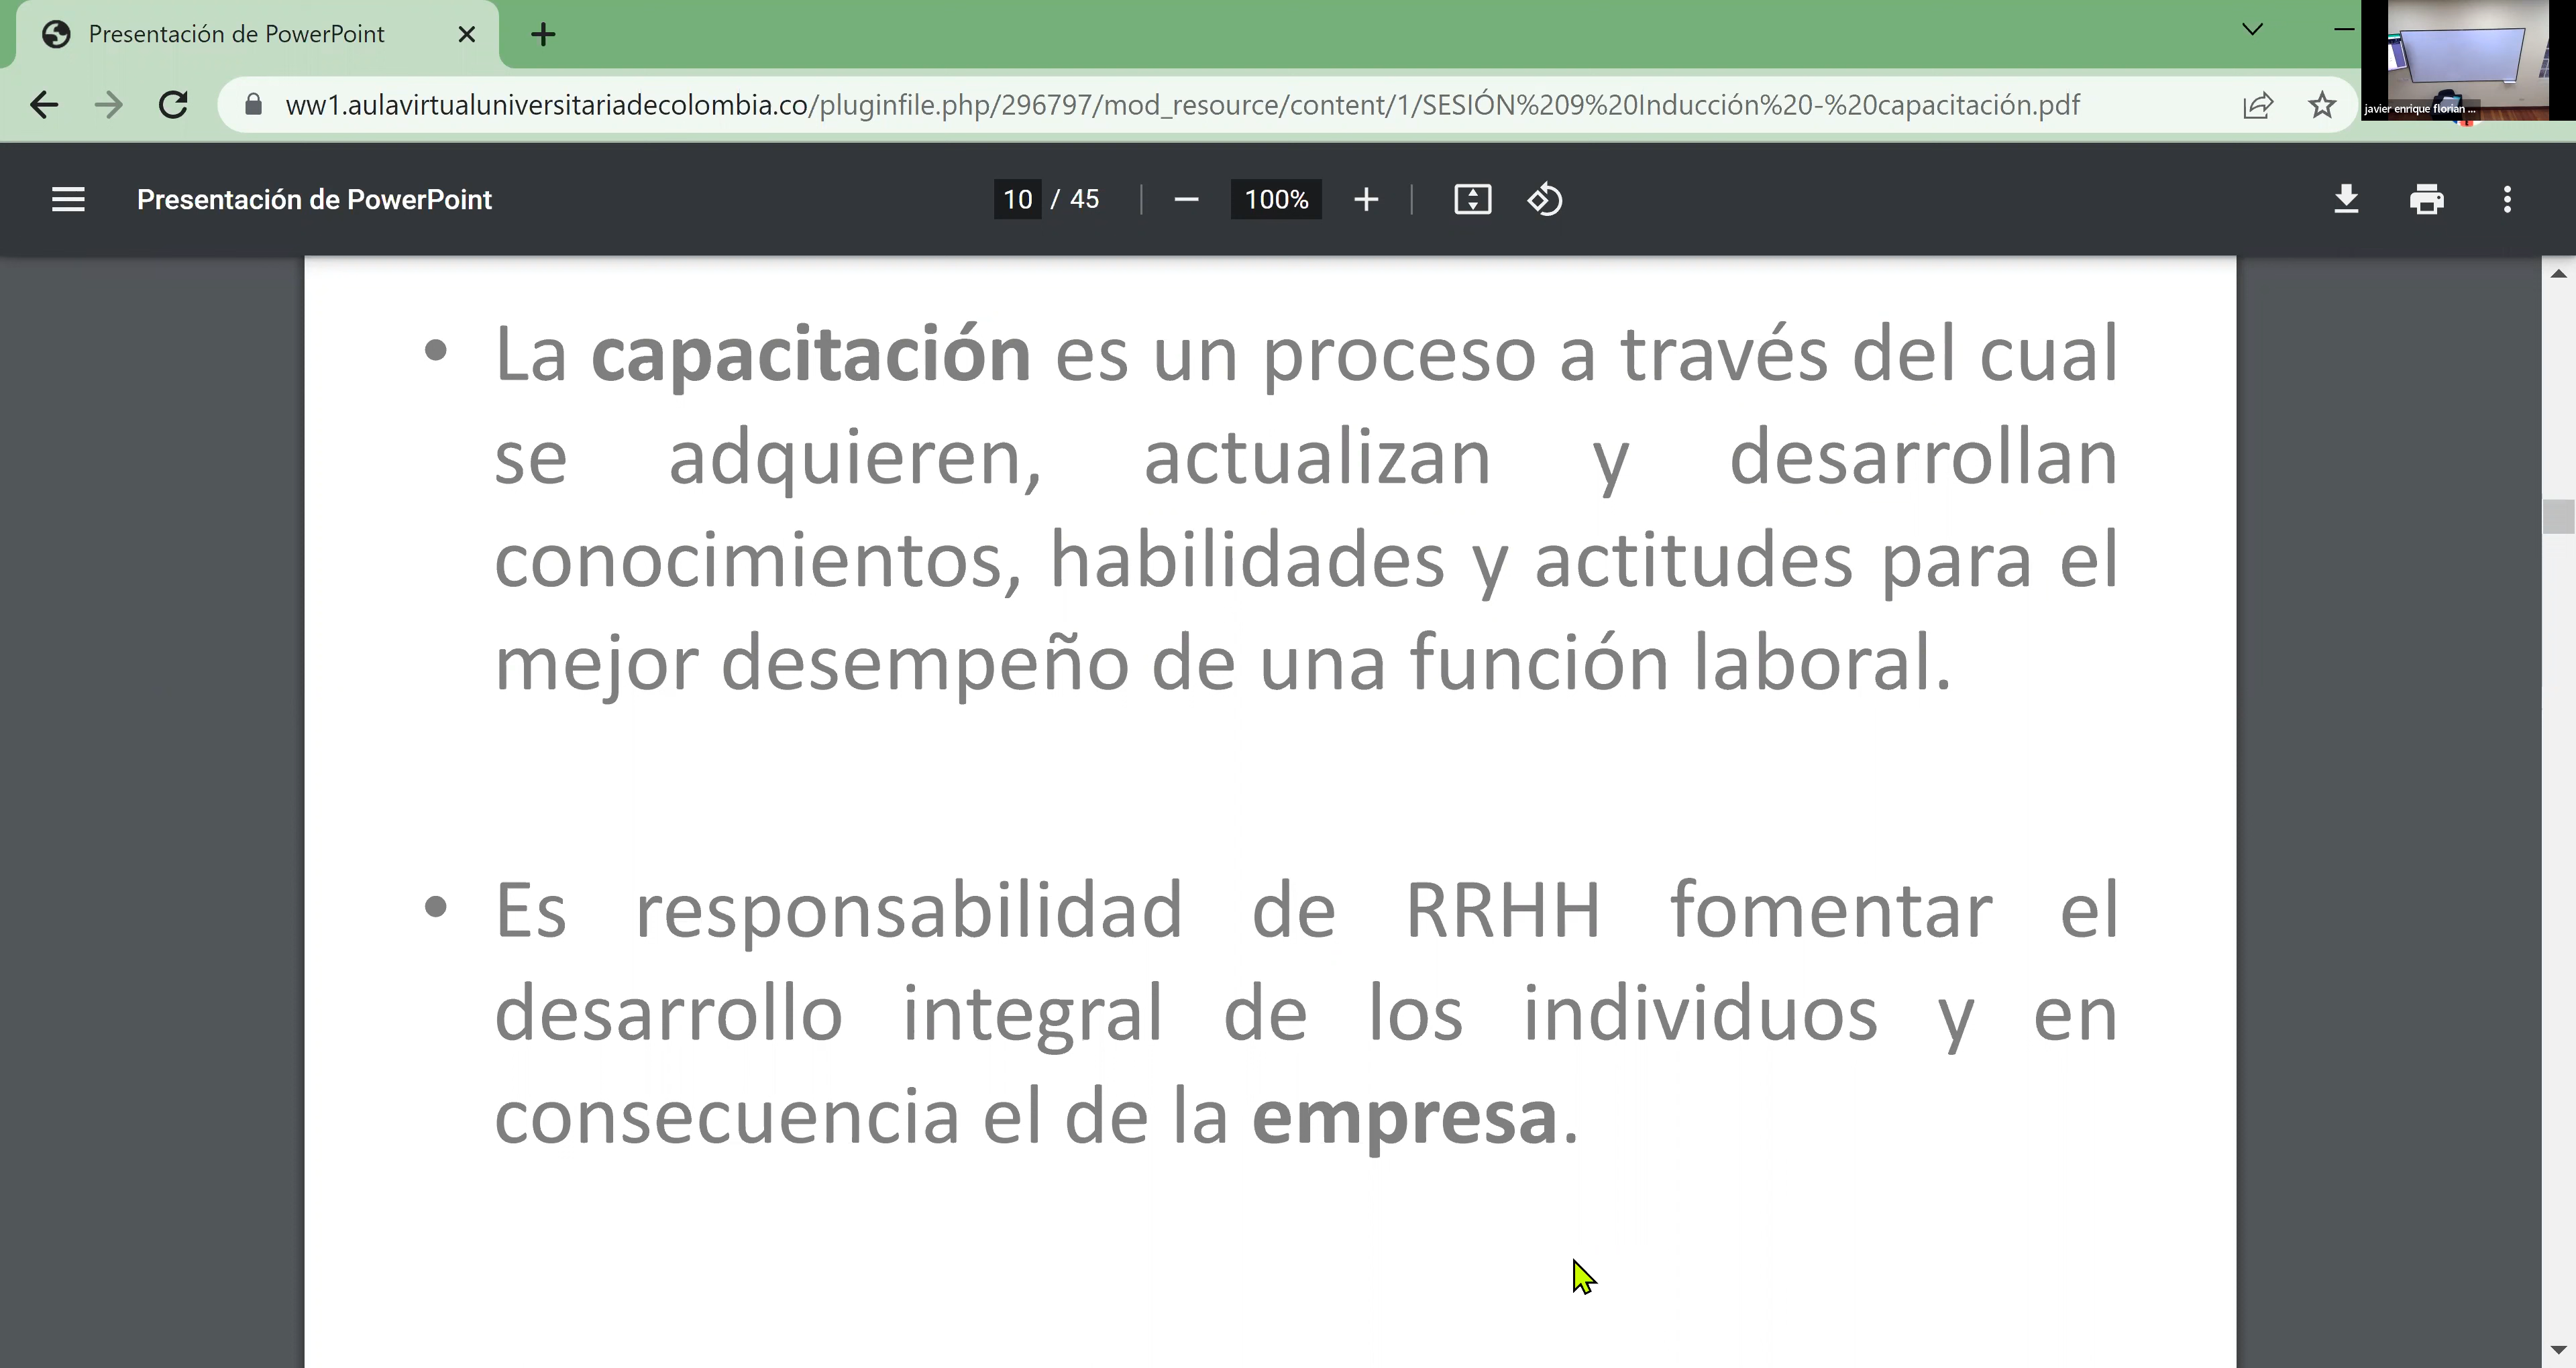 Presentación de PowerPoint
ww1.aulavirtualuniversitariadecolombia.co/pluginfile.php/296797/mod_resource/content/1/SESIÓN%209%20Inducción%20-%20capacitación.pdf
javier enrique florian ...
Presentación de PowerPoint
10 / 45
100%
• La capacitación es un proceso a través del cual
se adquieren, actualizan y desarrollan
conocimientos, habilidades y actitudes para el
mejor desempeño de una función laboral.
• Es responsabilidad de RRHH fomentar el
desarrollo integral de los individuos y en
consecuencia el de la empresa.